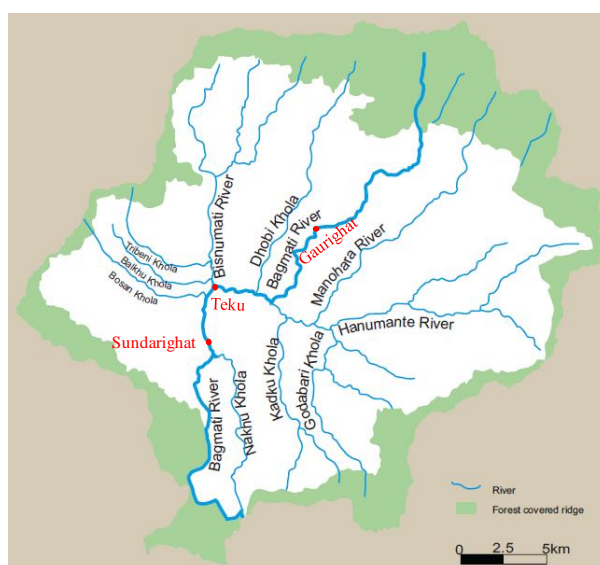 Bisnumati River
Dhobi Khola
Bagmati River
Gaurighat
Manohara River
Tribeni Khola
Balkhu Khola
Bosan Khola
Teku
Hanumante River
Sundarighat
Kadku Khola
Godabari Khola
Bagmati River
Nakhu Khola
River
Forest covered ridge
0 2.5 5km